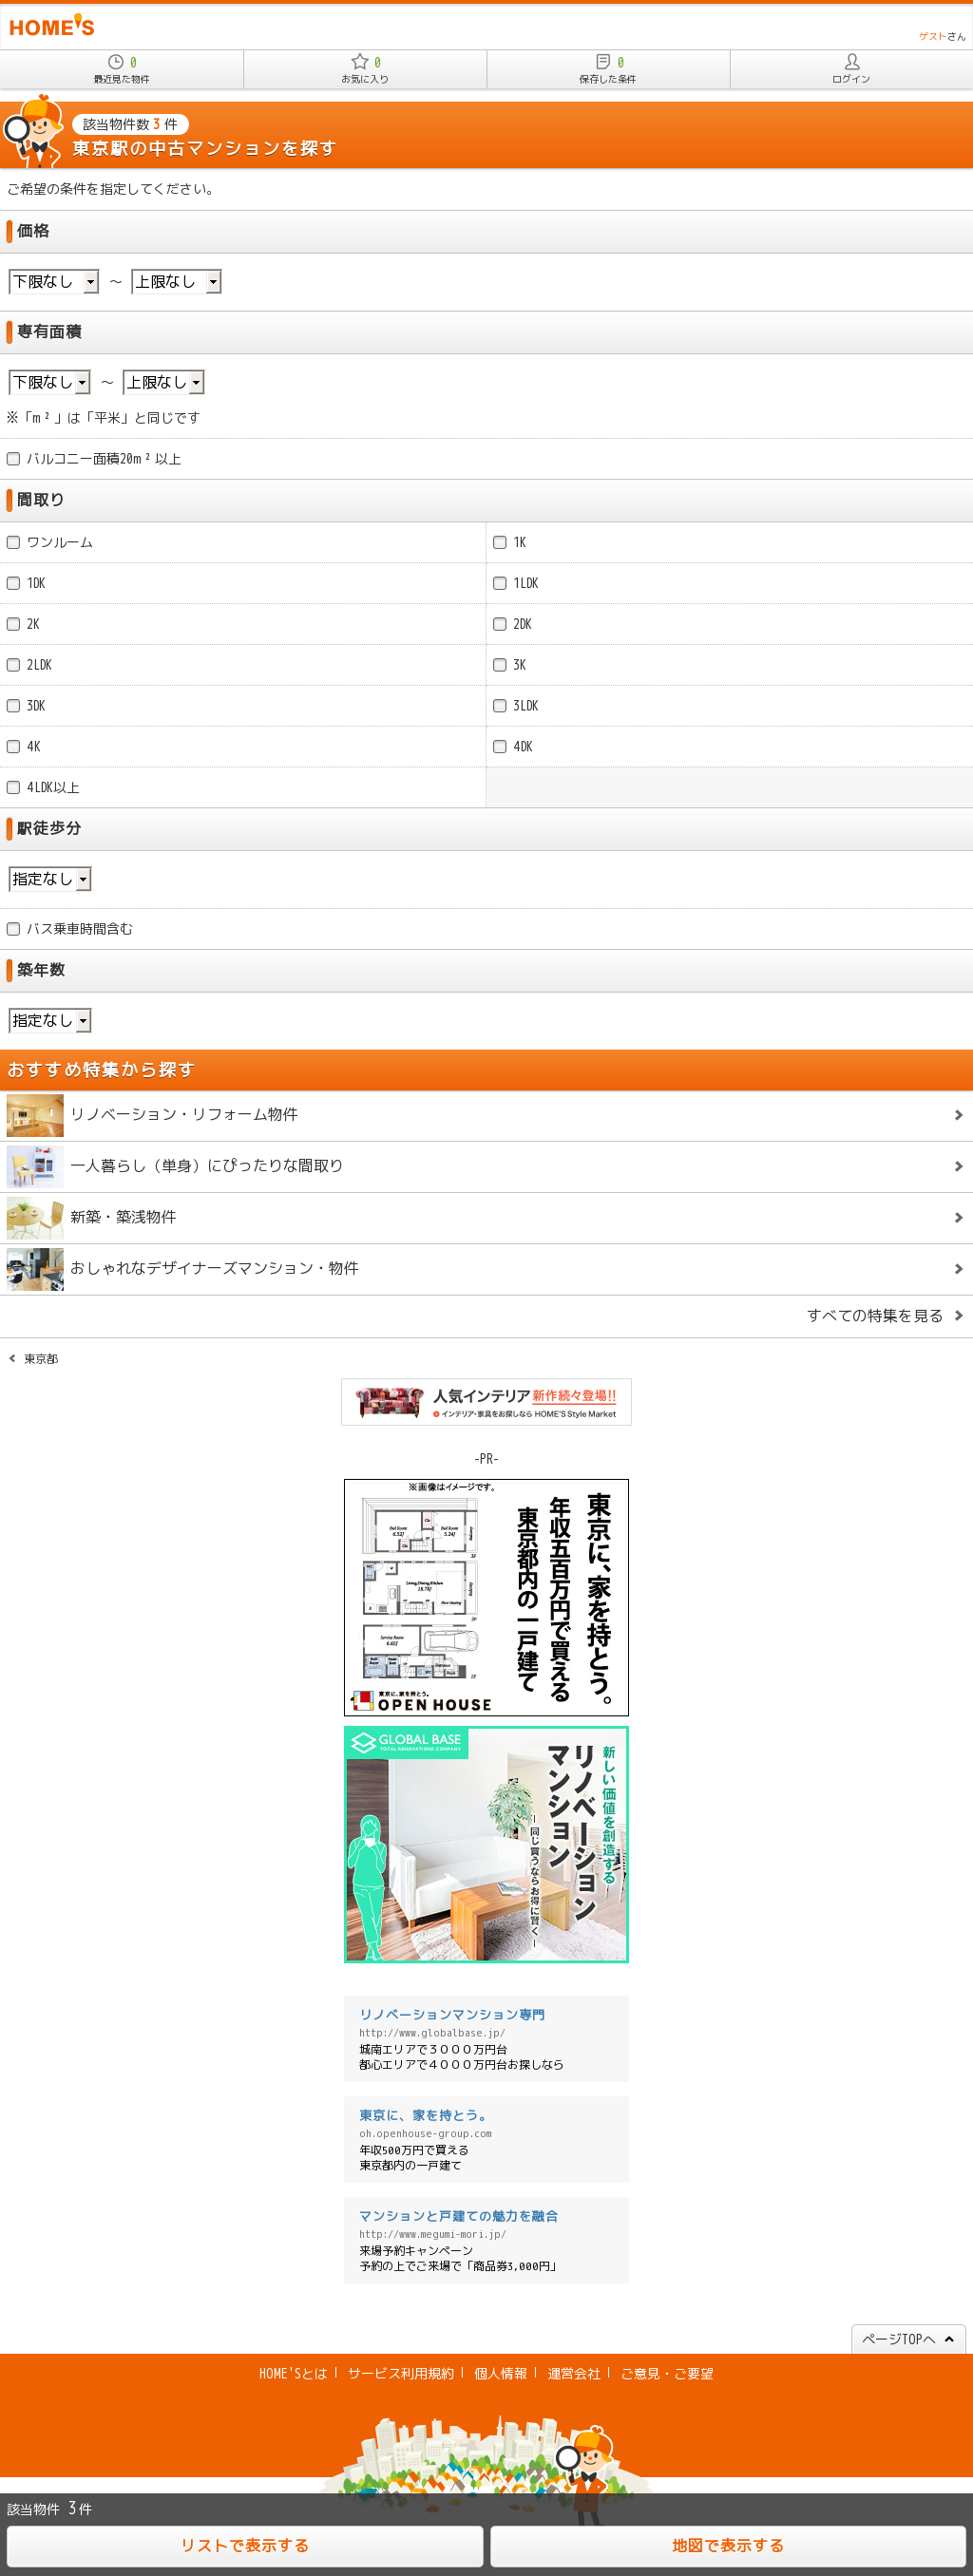 HOME'S
ゲストさん
0
最近見た物件
0
お気に入り
0
保存した条件
ログイン
該当物件数 3 件
東京駅の中古マンションを探す
ご希望の条件を指定してください。
価格
下限なし ～ 上限なし
専有面積
下限なし ～ 上限なし
※「m²」は「平米」と同じです
バルコニー面積20m²以上
間取り
ワンルーム
1K
1DK
1LDK
2K
2DK
2LDK
3K
3DK
3LDK
4K
4DK
4LDK以上
駅徒歩分
指定なし
バス乗車時間含む
築年数
指定なし
おすすめ特集から探す
リノベーション・リフォーム物件
一人暮らし（単身）にぴったりな間取り
新築・築浅物件
おしゃれなデザイナーズマンション・物件
すべての特集を見る
東京都
人気インテリア新作続々登場!!
インテリア・家具をお探しなら HOME'S Style Market
-PR-
※画像はイメージです。
東京に、家を持とう。
年収五百万円で買える
東京都内の一戸建て
東京に、家を持とう。
OPEN HOUSE
GLOBAL BASE
TOTAL RENOVATIONS COMPANY
新しい価値を創造する
リノベーション
マンション
―同じ買うならお得に賢く―
リノベーションマンション専門
http://www.globalbase.jp/
城南エリアで３０００万円台
都心エリアで４０００万円台お探しなら
東京に、家を持とう。
oh.openhouse-group.com
年収500万円で買える
東京都内の一戸建て
マンションと戸建ての魅力を融合
http://www.megumi-mori.jp/
来場予約キャンペーン
予約の上でご来場で「商品券3,000円」
ページTOPへ
HOME'Sとは | サービス利用規約 | 個人情報 | 運営会社 | ご意見・ご要望
該当物件 3件
リストで表示する
地図で表示する